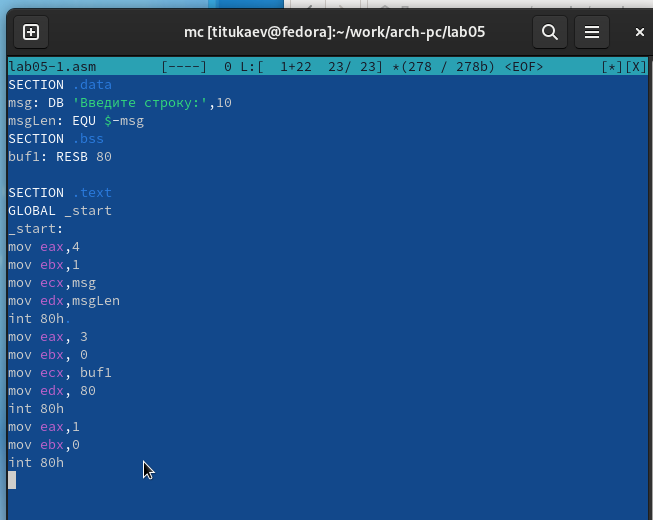 mc [titukaev@fedora]:~/work/arch-pc/lab05
lab05-1.asm [----] 0 L:[ 1+22 23/ 23] *(278 / 278b) <EOF> [*][X]
SECTION .data
msg: DB 'Введите строку:',10
msgLen: EQU $-msg
SECTION .bss
buf1: RESB 80

SECTION .text
GLOBAL _start
_start:
mov eax,4
mov ebx,1
mov ecx,msg
mov edx,msgLen
int 80h.
mov eax, 3
mov ebx, 0
mov ecx, buf1
mov edx, 80
int 80h
mov eax,1
mov ebx,0
int 80h